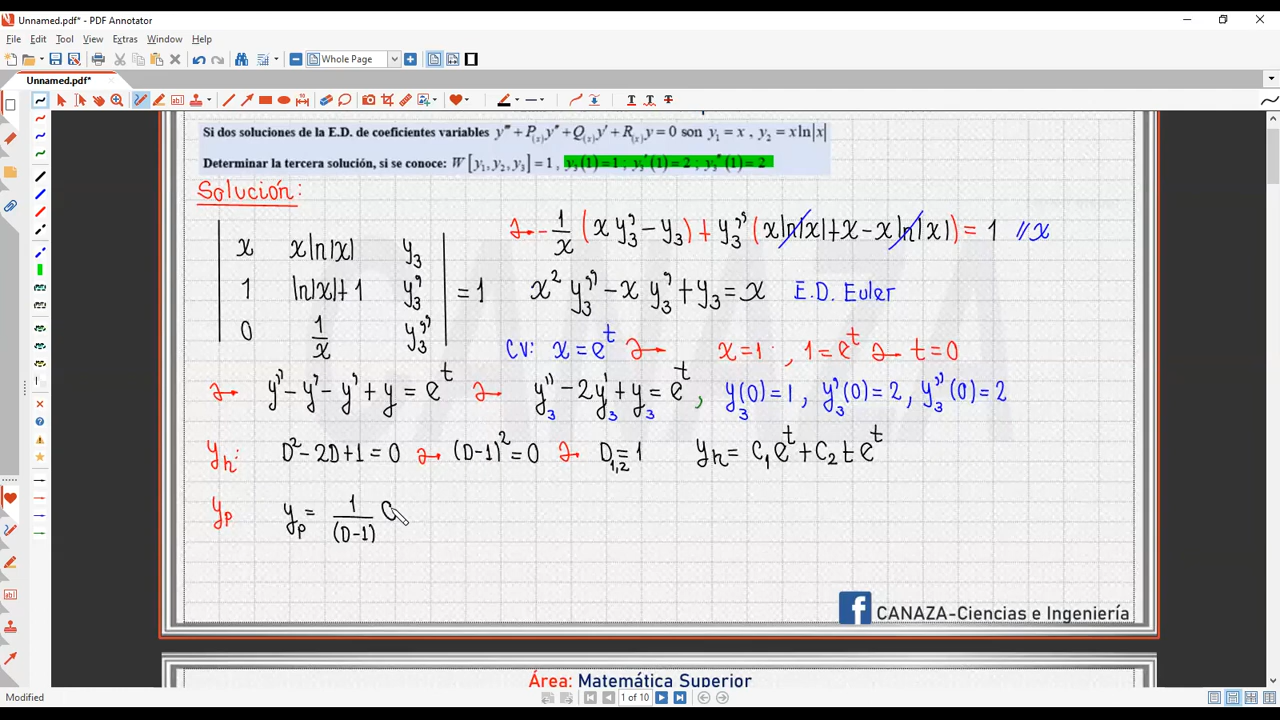 Unnamed.pdf* - PDF Annotator
File Edit Tool View Extras Window Help
Whole Page
Unnamed.pdf*
Si dos soluciones de la E.D. de coeficientes variables y''' + P(x) y'' + Q(x) y' + R(x) y = 0 son y₁ = x , y₂ = x ln|x|
Determinar la tercera solución, si se conoce: W [y₁, y₂, y₃] = 1 , y₃(1) = 1 ; y₃'(1) = 2 ; y₃''(1) = 2
Solución:
| x x ln|x| y₃ |
| 1 ln|x|+1 y₃' | = 1
| 0 1/x y₃'' |
→ - 1/x ( x y₃' - y₃ ) + y₃'' ( x ln|x| + x - x ln|x| ) = 1 //x
x² y₃'' - x y₃' + y₃ = x E.D. Euler
CV: x = e^t → x = 1 , 1 = e^t → t = 0
→ y'' - y' - y' + y = e^t → y₃'' - 2y₃' + y₃ = e^t , y₃(0) = 1 , y₃'(0) = 2 , y₃''(0) = 2
yh: D² - 2D + 1 = 0 → (D-1)² = 0 → D₁,₂ = 1 yh = C₁e^t + C₂ t e^t
yp yp = 1/(D-1)
CANAZA-Ciencias e Ingeniería
Área: Matemática Superior
Modified
1 of 10